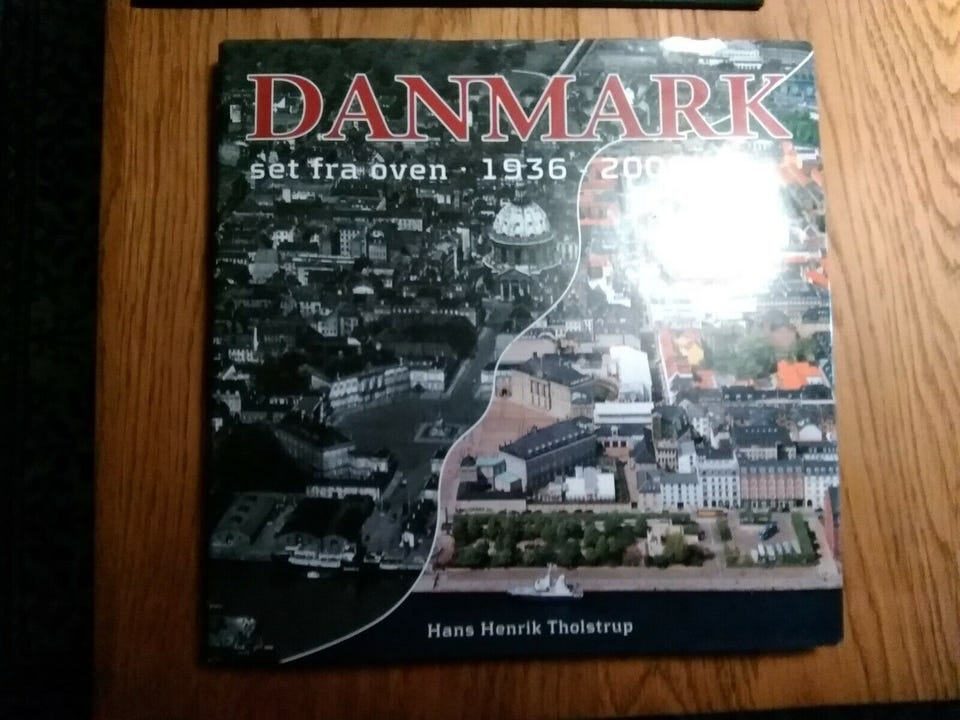 DANMARK
set fra oven · 1936 -
Hans Henrik Tholstrup